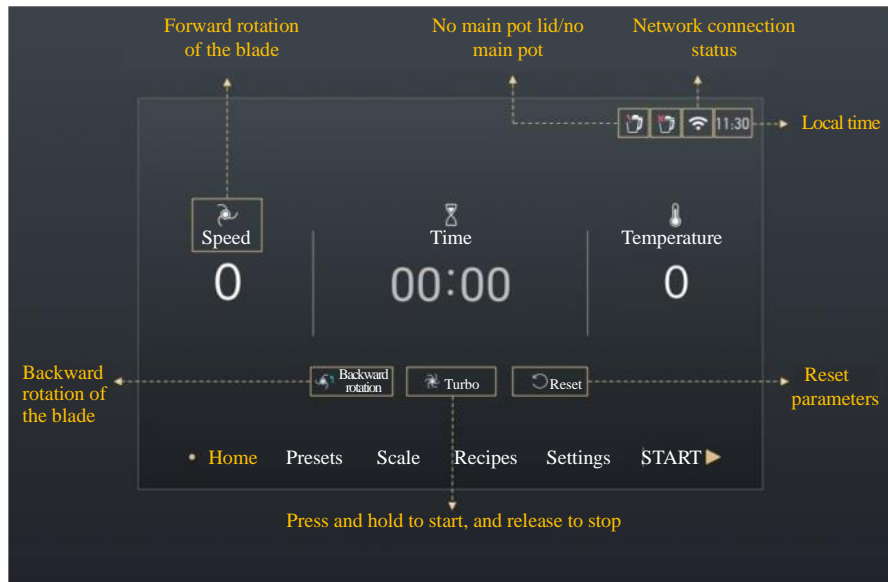 Forward rotation
of the blade
No main pot lid/no
main pot
Network connection
status
11:30
Local time
Speed
Time
Temperature
0
00:00
0
Backward
rotation of
the blade
Backward
rotation
Turbo
Reset
Reset
parameters
Home
Presets
Scale
Recipes
Settings
START
Press and hold to start, and release to stop